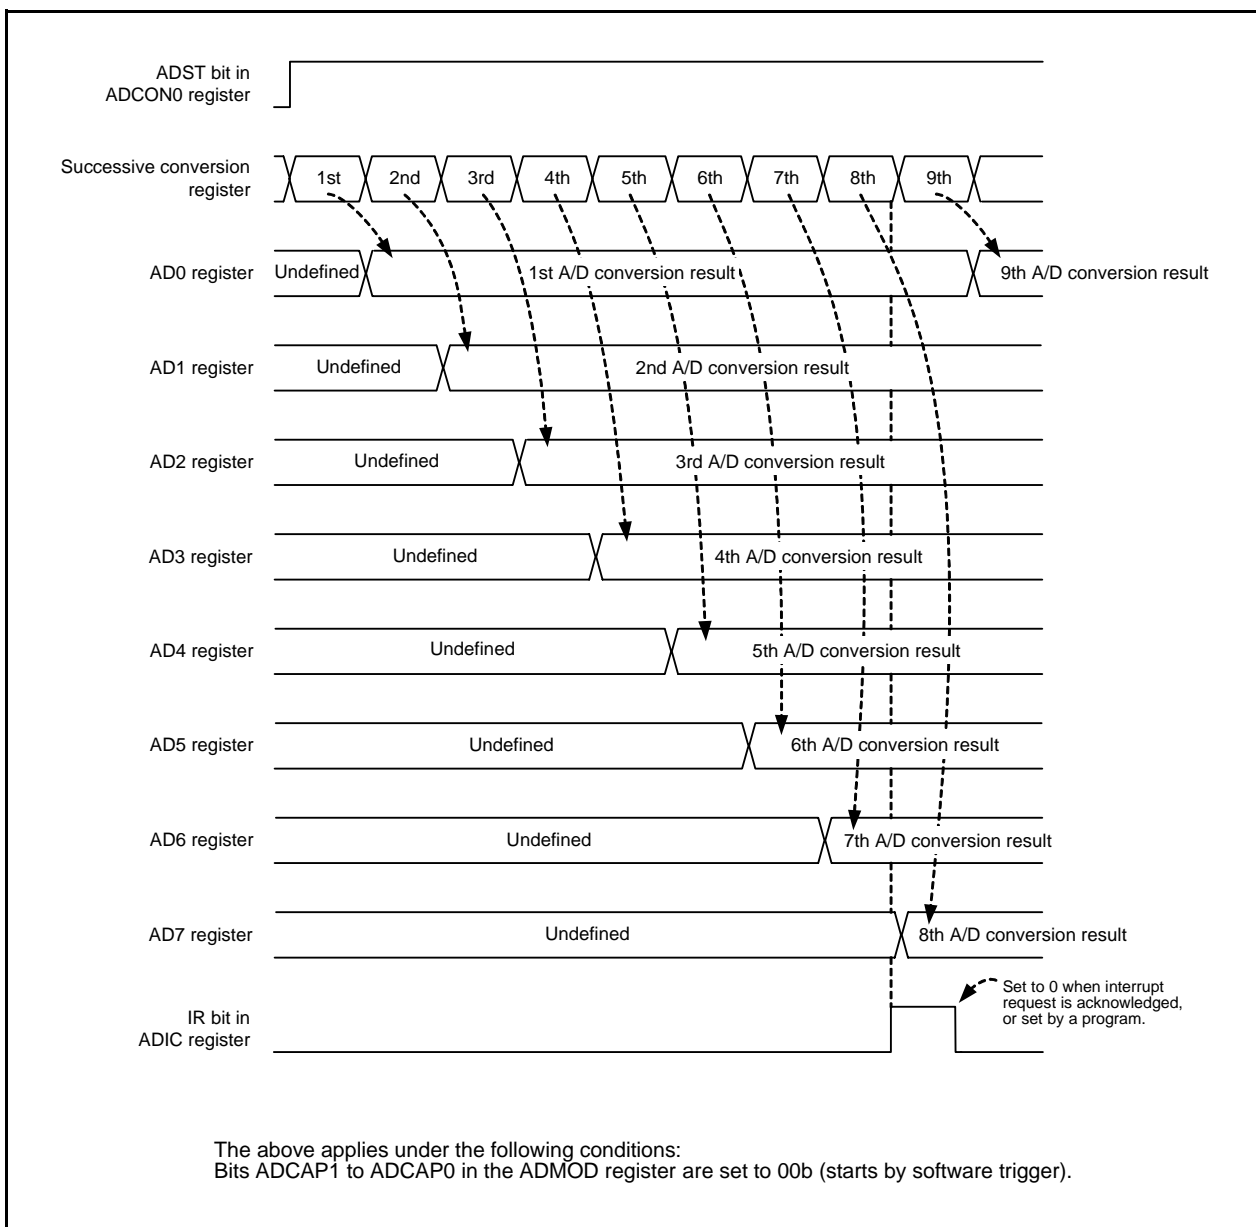 ADST bit in
ADCON0 register
Successive conversion
register
1st 2nd 3rd 4th 5th 6th 7th 8th 9th
AD0 register
Undefined
1st A/D conversion result
9th A/D conversion result
AD1 register
Undefined
2nd A/D conversion result
AD2 register
Undefined
3rd A/D conversion result
AD3 register
Undefined
4th A/D conversion result
AD4 register
Undefined
5th A/D conversion result
AD5 register
Undefined
6th A/D conversion result
AD6 register
Undefined
7th A/D conversion result
AD7 register
Undefined
8th A/D conversion result
IR bit in
ADIC register
Set to 0 when interrupt
request is acknowledged,
or set by a program.
The above applies under the following conditions:
Bits ADCAP1 to ADCAP0 in the ADMOD register are set to 00b (starts by software trigger).